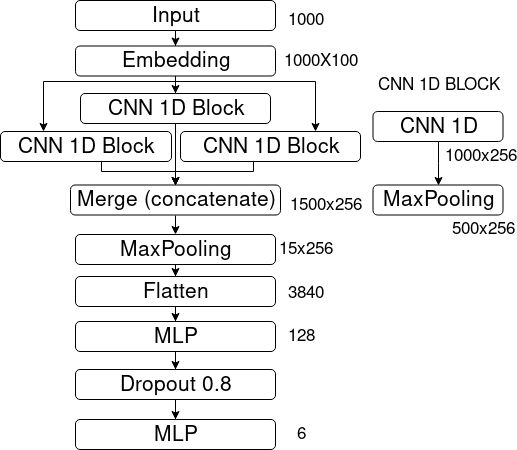 Input
1000
Embedding
1000X100
CNN 1D Block
CNN 1D Block
CNN 1D Block
Merge (concatenate)
1500x256
MaxPooling
15x256
Flatten
3840
MLP
128
Dropout 0.8
MLP
6
CNN 1D BLOCK
CNN 1D
1000x256
MaxPooling
500x256